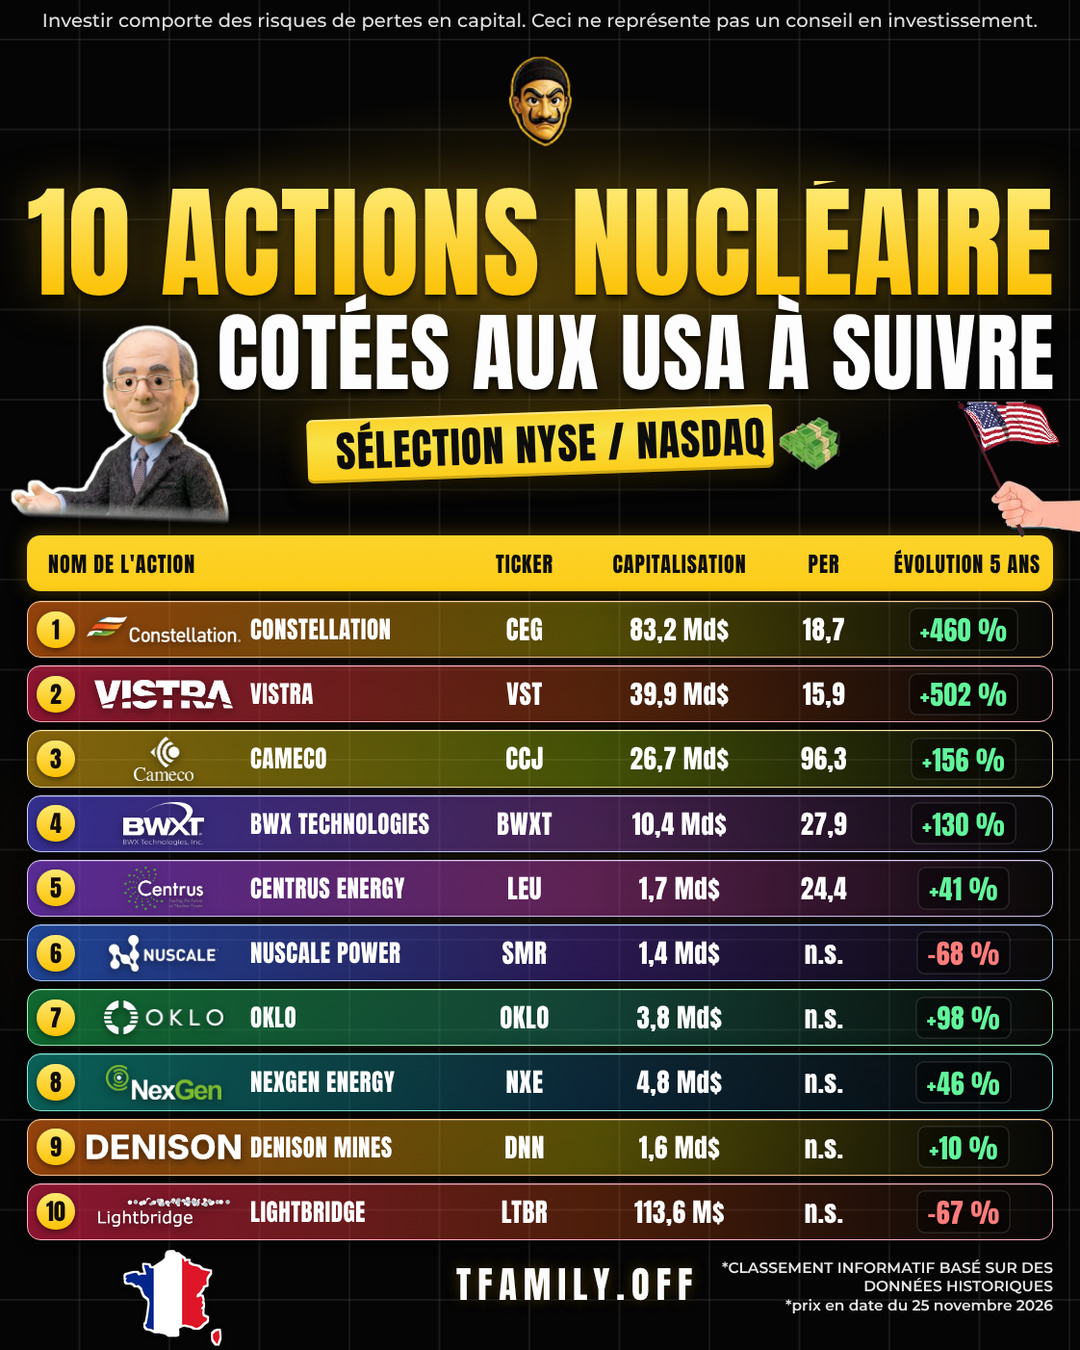 Investir comporte des risques de pertes en capital. Ceci ne représente pas un conseil en investissement.
10 ACTIONS NUCLÉAIRE
COTÉES AUX USA À SUIVRE
SÉLECTION NYSE / NASDAQ
NOM DE L'ACTION TICKER CAPITALISATION PER ÉVOLUTION 5 ANS
1 Constellation. CONSTELLATION CEG 83,2 Md$ 18,7 +460 %
2 VISTRA VISTRA VST 39,9 Md$ 15,9 +502 %
3 Cameco CAMECO CCJ 26,7 Md$ 96,3 +156 %
4 BWXT BWX Technologies, Inc. BWX TECHNOLOGIES BWXT 10,4 Md$ 27,9 +130 %
5 Centrus CENTRUS ENERGY LEU 1,7 Md$ 24,4 +41 %
6 NUSCALE NUSCALE POWER SMR 1,4 Md$ n.s. -68 %
7 OKLO OKLO OKLO 3,8 Md$ n.s. +98 %
8 NexGen NEXGEN ENERGY NXE 4,8 Md$ n.s. +46 %
9 DENISON DENISON MINES DNN 1,6 Md$ n.s. +10 %
10 Lightbridge LIGHTBRIDGE LTBR 113,6 M$ n.s. -67 %
TFAMILY.OFF
*CLASSEMENT INFORMATIF BASÉ SUR DES
DONNÉES HISTORIQUES
*prix en date du 25 novembre 2026